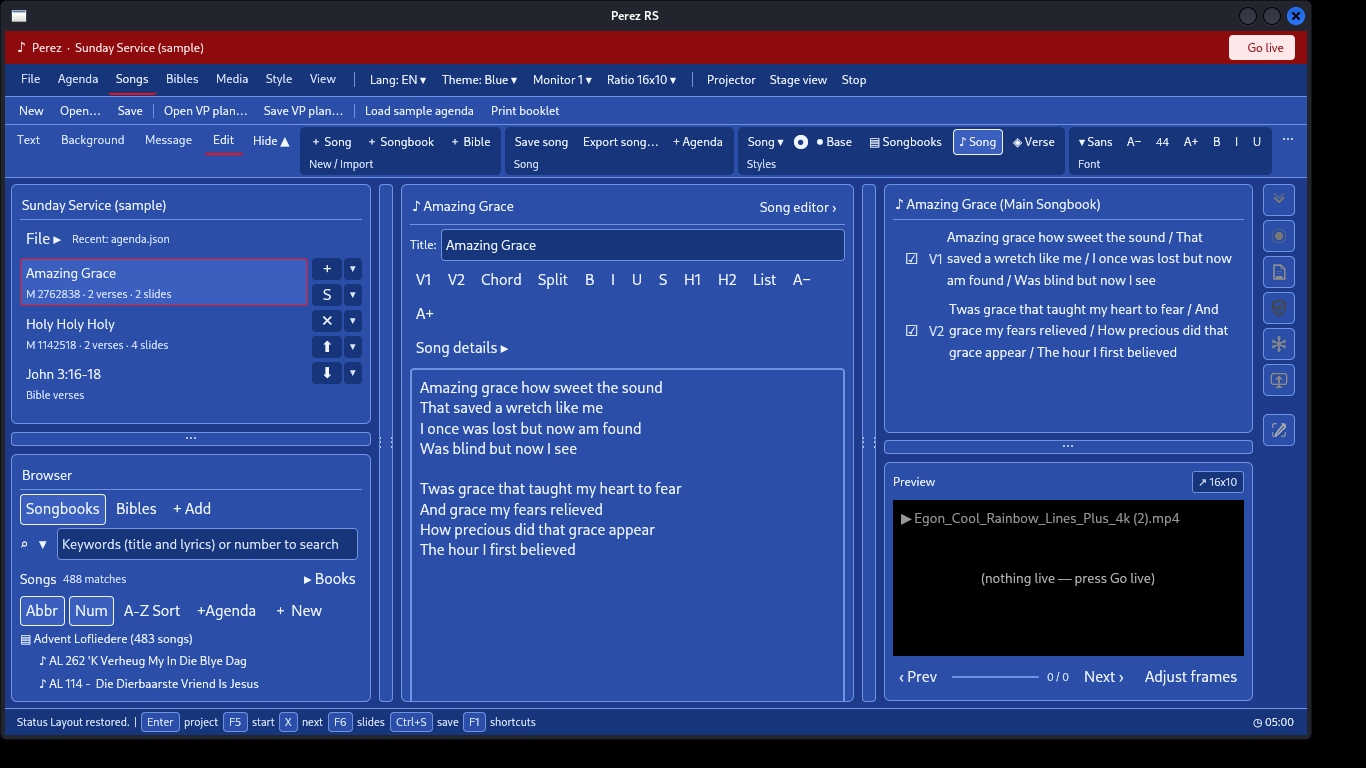 Perez RS
♪ Perez · Sunday Service (sample)
Go live
File Agenda Songs Bibles Media Style View Lang: EN ▾ Theme: Blue ▾ Monitor 1 ▾ Ratio 16x10 ▾ Projector Stage view Stop
New Open… Save Open VP plan… Save VP plan… Load sample agenda Print booklet
Text Background Message Edit Hide ▲
+ Song + Songbook + Bible
New / Import
Save song Export song… + Agenda
Song
Song ▾ ● Base ▤ Songbooks ♪ Song ◈ Verse
Styles
▾ Sans A− 44 A+ B I U
Font
⋯
Sunday Service (sample)
File ▸ Recent: agenda.json
Amazing Grace
M 2762838 · 2 verses · 2 slides
Holy Holy Holy
M 1142518 · 2 verses · 4 slides
John 3:16-18
Bible verses
+ ▾
S ▾
✕ ▾
⬆ ▾
⬇ ▾
Browser
Songbooks Bibles + Add
Keywords (title and lyrics) or number to search
Songs 488 matches ▸ Books
Abbr Num A-Z Sort +Agenda + New
▤ Advent Lofliedere (483 songs)
♪ AL 262 'K Verheug My In Die Blye Dag
♪ AL 114 - Die Dierbaarste Vriend Is Jesus
♪ Amazing Grace
Song editor ›
Title: Amazing Grace
V1 V2 Chord Split B I U S H1 H2 List A−
A+
Song details ▸
Amazing grace how sweet the sound
That saved a wretch like me
I once was lost but now am found
Was blind but now I see
Twas grace that taught my heart to fear
And grace my fears relieved
How precious did that grace appear
The hour I first believed
♪ Amazing Grace (Main Songbook)
Amazing grace how sweet the sound / That
☑ V1 saved a wretch like me / I once was lost but now
am found / Was blind but now I see
Twas grace that taught my heart to fear / And
☑ V2 grace my fears relieved / How precious did that
grace appear / The hour I first believed
Preview
↗ 16x10
▶ Egon_Cool_Rainbow_Lines_Plus_4k (2).mp4
(nothing live — press Go live)
‹ Prev 0 / 0 Next › Adjust frames
Status Layout restored. | Enter project F5 start X next F6 slides Ctrl+S save F1 shortcuts
◷ 05:00